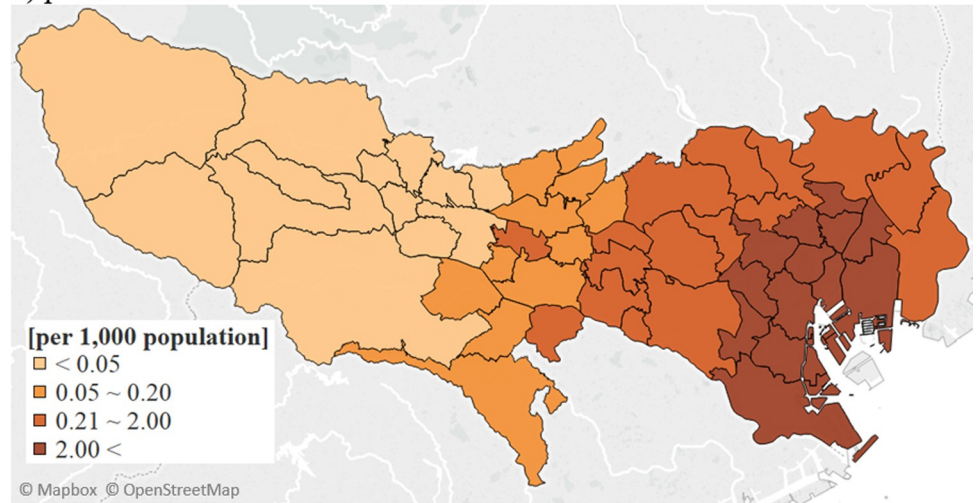 [per 1,000 population]
< 0.05
0.05 ~ 0.20
0.21 ~ 2.00
2.00 <
© Mapbox © OpenStreetMap